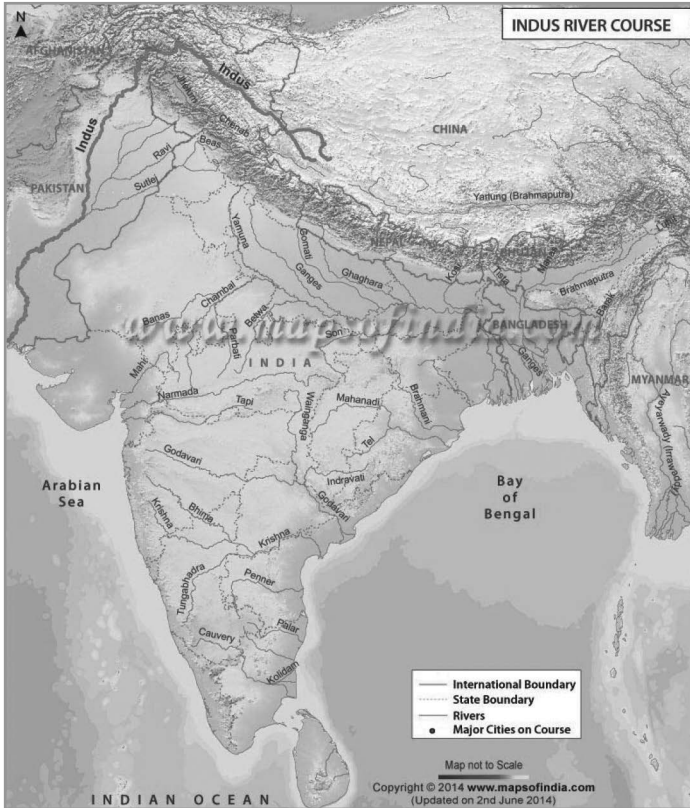 N
INDUS RIVER COURSE
AFGHANISTAN
Indus
Indus
Jhelum
Chenab
CHINA
Ravi
Beas
PAKISTAN
Sutlej
Yarlung (Brahmaputra)
Yamuna
Gomati
NEPAL
Kosi
Tista
Manas
Ganges
Ghaghara
Brahmaputra
Chambal
Banas
Betwa
Barak
www.mapsofindia.com
Parbati
Son
BANGLADESH
Mahi
INDIA
Ganges
MYANMAR
Narmada
Tapi
Wainganga
Mahanadi
Brahmani
Ayeyarwady (Irrawaddy)
Tel
Godavari
Indravati
Arabian
Sea
Bay
of
Bengal
Godavari
Krishna
Bhima
Krishna
Tungabhadra
Penner
Palar
Cauvery
Kolidam
International Boundary
State Boundary
Rivers
Major Cities on Course
Map not to Scale
Copyright © 2014 www.mapsofindia.com
(Updated on 2nd June 2014)
INDIAN OCEAN